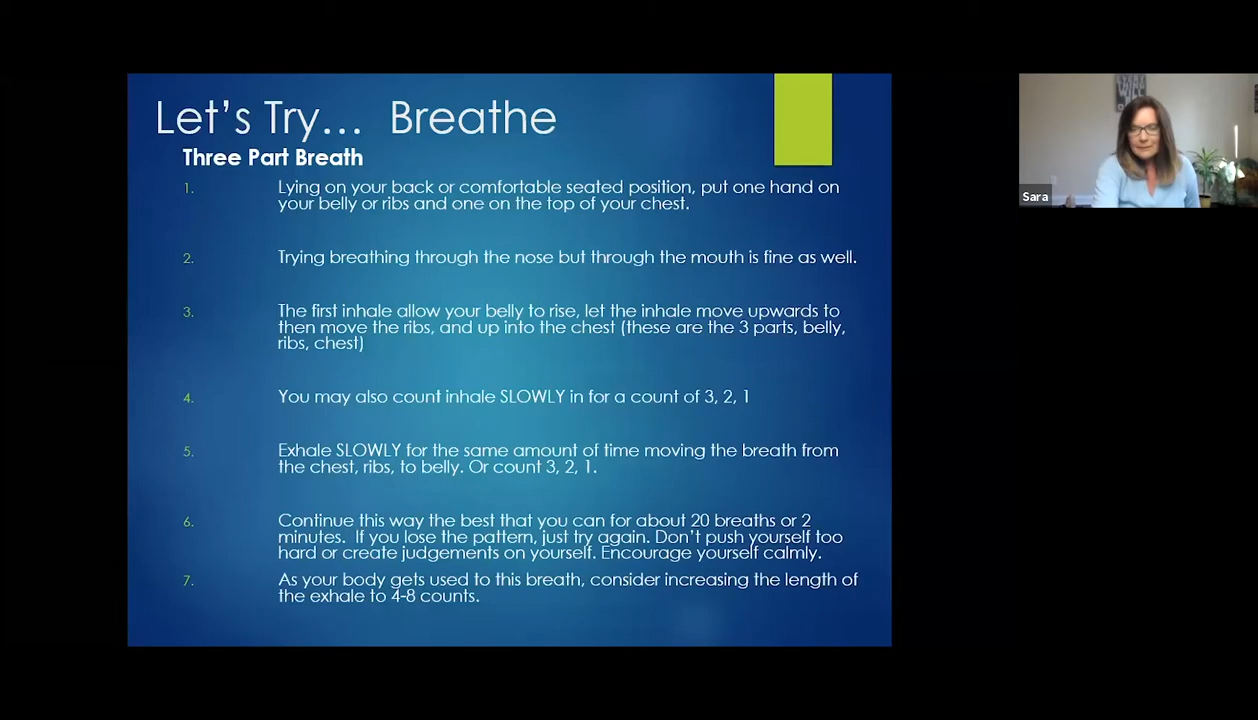 Let's Try... Breathe
Three Part Breath
1. Lying on your back or comfortable seated position, put one hand on
your belly or ribs and one on the top of your chest.
2. Trying breathing through the nose but through the mouth is fine as well.
3. The first inhale allow your belly to rise, let the inhale move upwards to
then move the ribs, and up into the chest (these are the 3 parts, belly,
ribs, chest)
4. You may also count inhale SLOWLY in for a count of 3, 2, 1
5. Exhale SLOWLY for the same amount of time moving the breath from
the chest, ribs, to belly. Or count 3, 2, 1.
6. Continue this way the best that you can for about 20 breaths or 2
minutes.  If you lose the pattern, just try again. Don't push yourself too
hard or create judgements on yourself. Encourage yourself calmly.
7. As your body gets used to this breath, consider increasing the length of
the exhale to 4-8 counts.
Sara